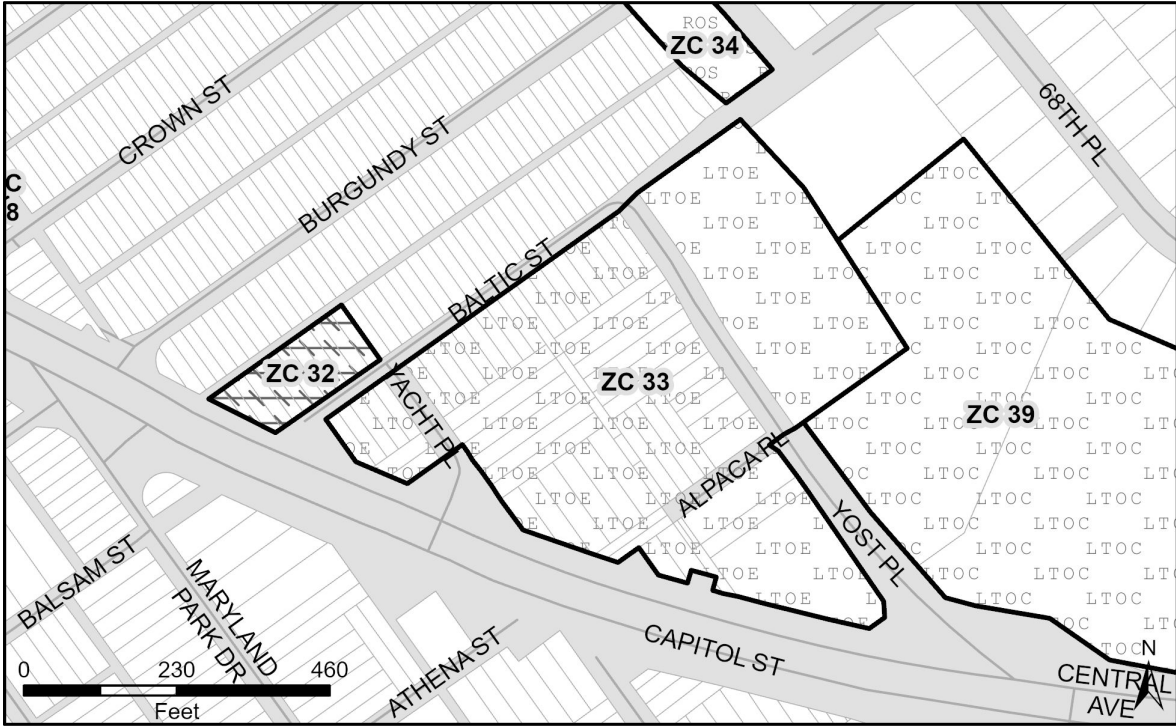 ROS
ZC 34
ROS
CROWN ST
68TH PL
BURGUNDY ST
C
8
LTOE
LTOC
BALTIC ST
ZC 32
ZC 33
YACHT PL
ZC 39
ALPACA PL
YOST PL
BALSAM ST
MARYLAND
PARK DR
ATHENA ST
CAPITOL ST
CENTRAL
AVE
N
0 230 460
Feet